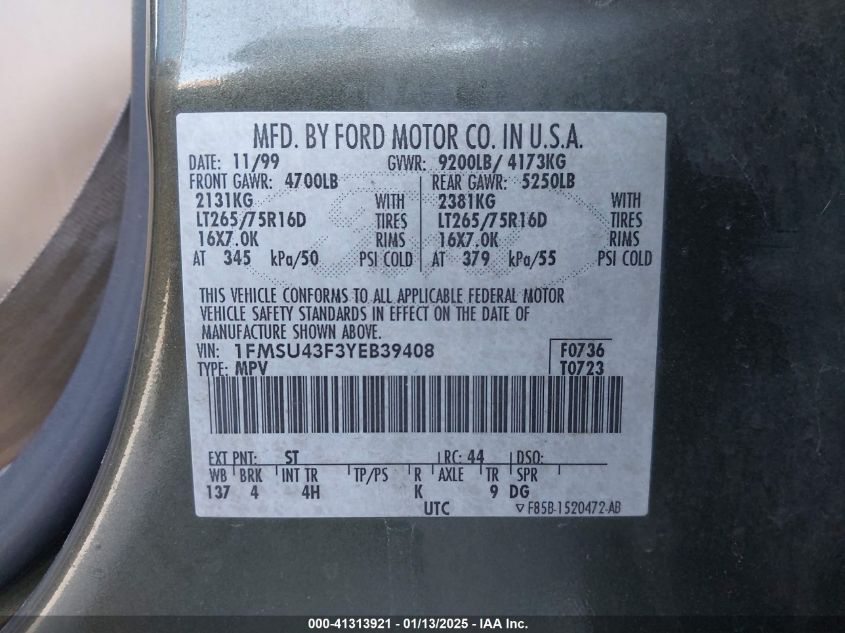 MFD. BY FORD MOTOR CO. IN U.S.A.
DATE: 11/99 GVWR: 9200LB/ 4173KG
FRONT GAWR: 4700LB REAR GAWR: 5250LB
2131KG WITH 2381KG WITH
LT265/75R16D TIRES LT265/75R16D TIRES
16X7.0K RIMS 16X7.0K RIMS
AT 345 kPa/50 PSI COLD AT 379 kPa/55 PSI COLD
THIS VEHICLE CONFORMS TO ALL APPLICABLE FEDERAL MOTOR
VEHICLE SAFETY STANDARDS IN EFFECT ON THE DATE OF
MANUFACTURE SHOWN ABOVE.
VIN: 1FMSU43F3YEB39408 F0736
TYPE: MPV T0723
EXT PNT: ST RC: 44 DSO:
WB BRK INT TR TP/PS R AXLE TR SPR
137 4 4H K 9 DG
UTC ▽ F85B-1520472-AB
000-41313921 - 01/13/2025 - IAA Inc.